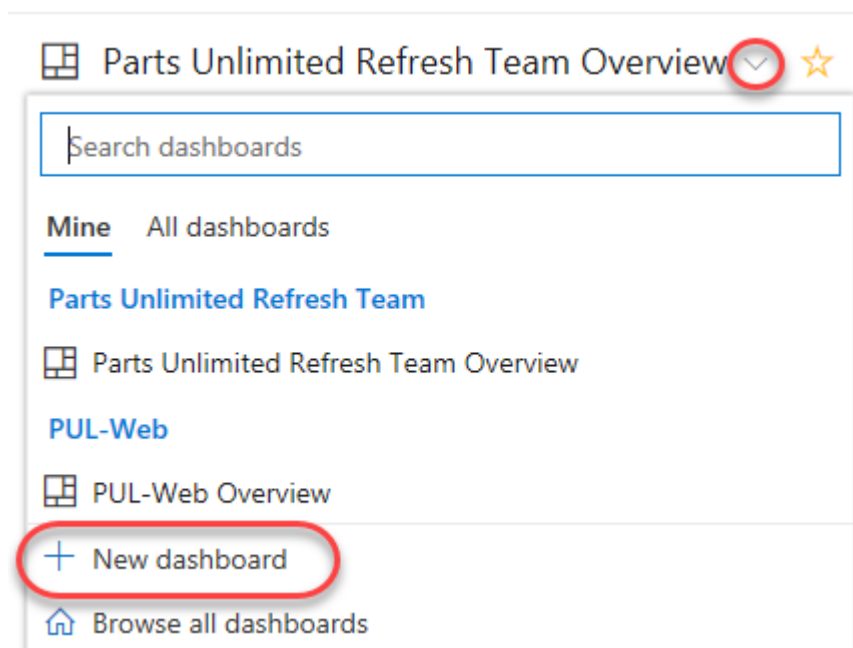 Parts Unlimited Refresh Team Overview
Search dashboards
Mine All dashboards
Parts Unlimited Refresh Team
Parts Unlimited Refresh Team Overview
PUL-Web
PUL-Web Overview
New dashboard
Browse all dashboards